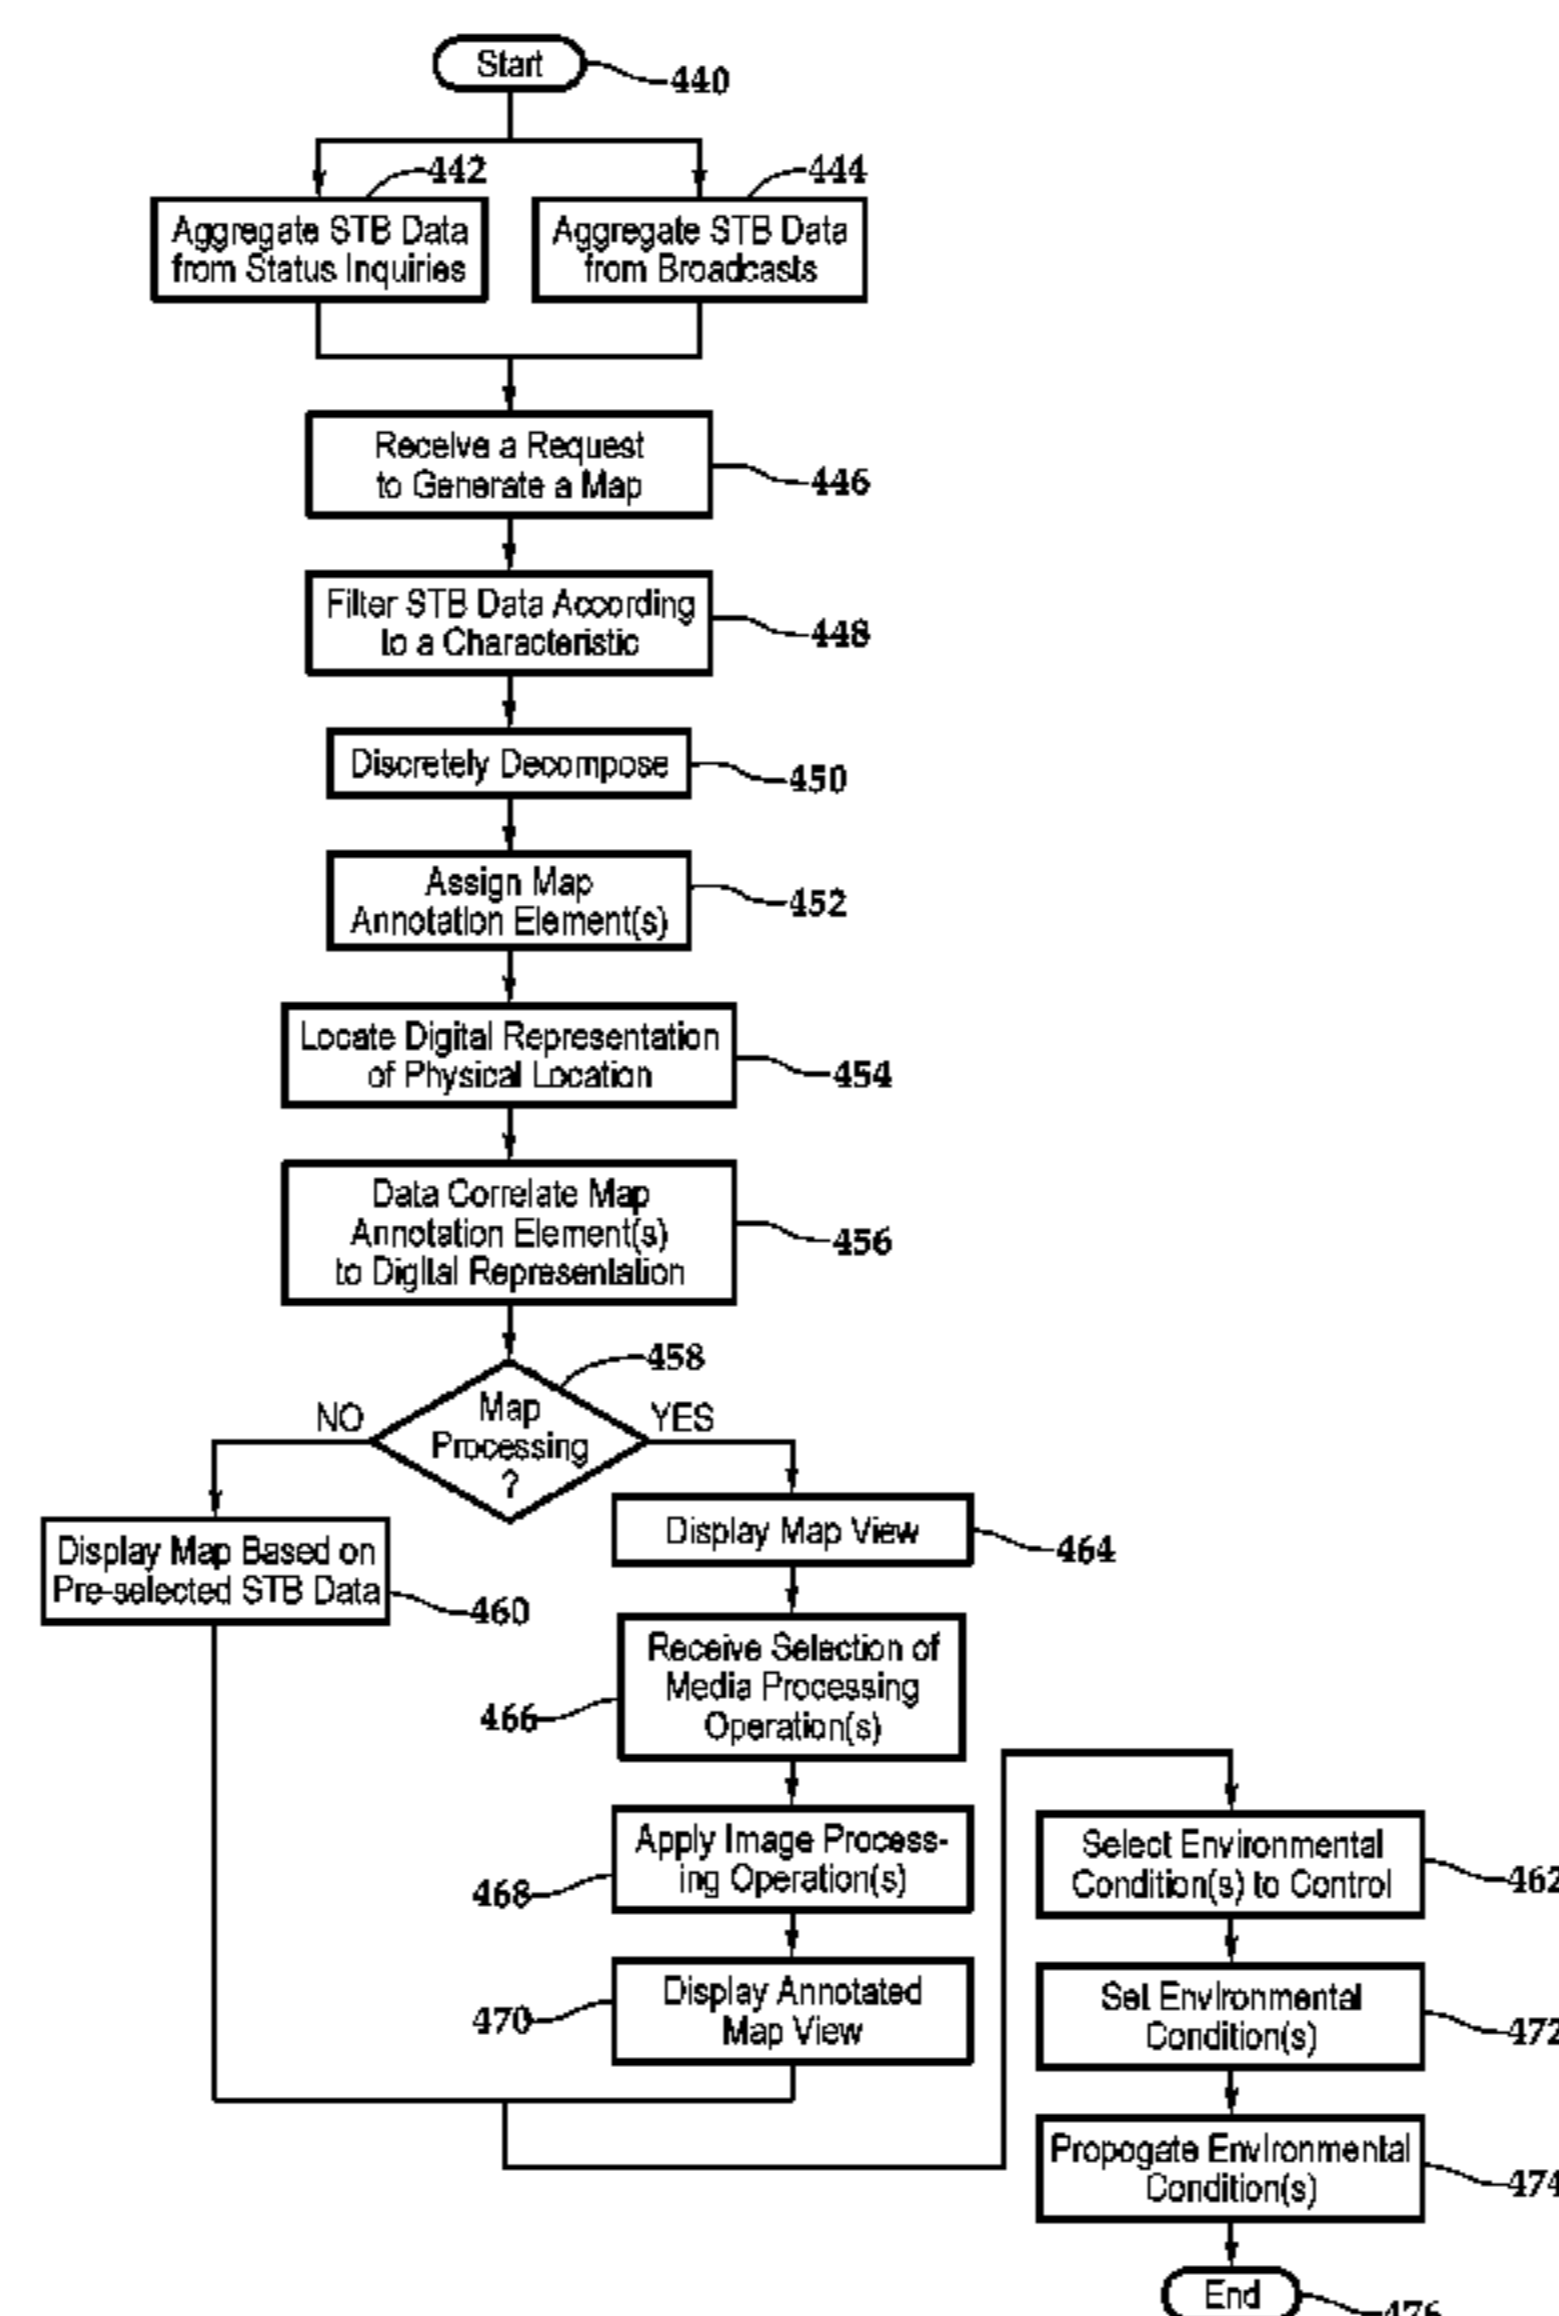 Start
440
442
444
Aggregate STB Data
from Status Inquiries
Aggregate STB Data
from Broadcasts
Receive a Request
to Generate a Map
446
Filter STB Data According
to a Characteristic
448
Discretely Decompose
450
Assign Map
Annotation Element(s)
452
Locate Digital Representation
of Physical Location
454
Data Correlate Map
Annotation Element(s)
to Digital Representation
456
458
NO
Map
Processing
?
YES
Display Map Based on
Pre-selected STB Data
460
Display Map View
464
Receive Selection of
Media Processing
Operation(s)
466
Apply Image Process-
ing Operation(s)
468
Display Annotated
Map View
470
Select Environmental
Condition(s) to Control
462
Set Environmental
Condition(s)
472
Propogate Environmental
Condition(s)
474
End
476